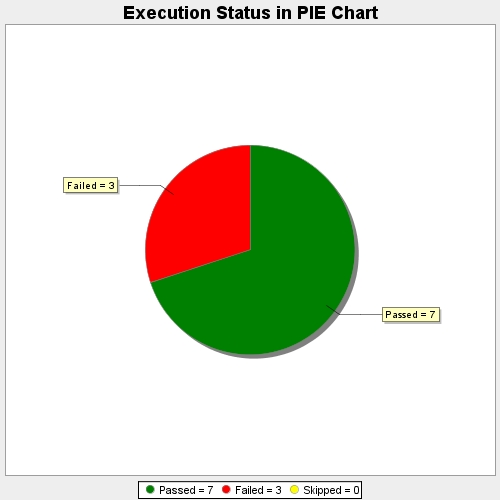 Execution Status in PIE Chart
Failed = 3
Passed = 7
Passed = 7 Failed = 3 Skipped = 0